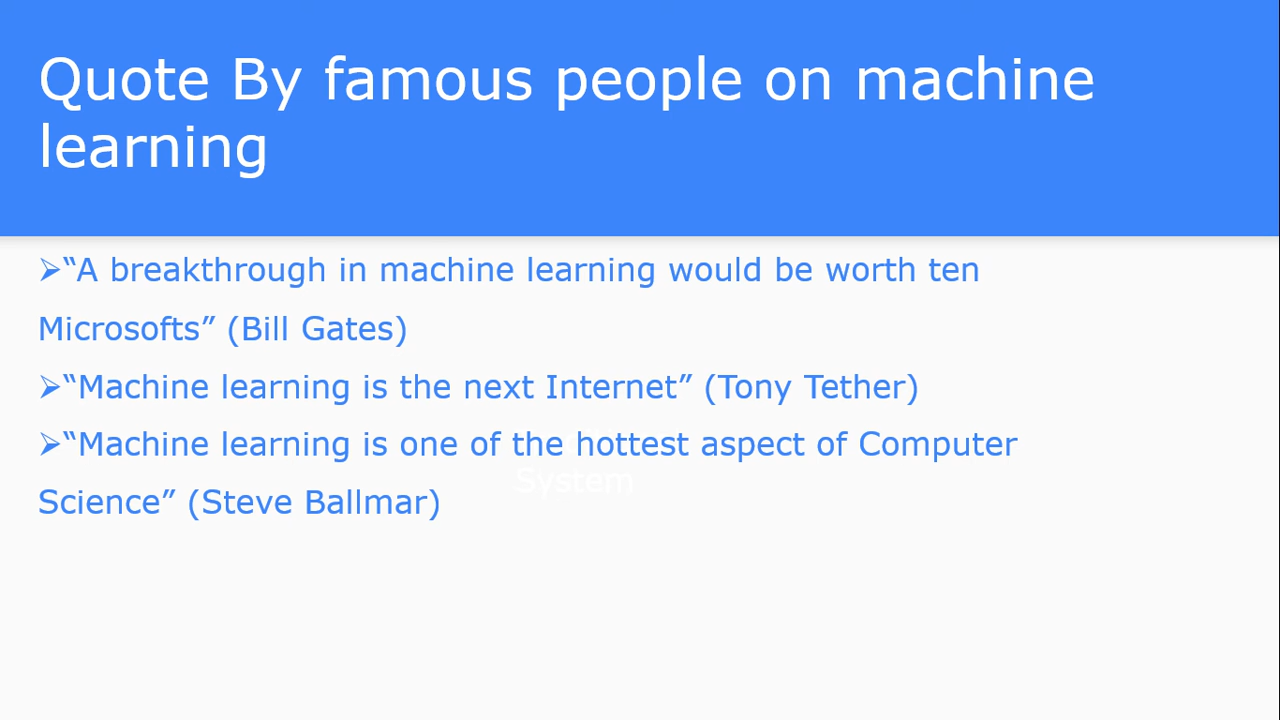 Quote By famous people on machine
learning
➢“A breakthrough in machine learning would be worth ten
Microsofts” (Bill Gates)
➢“Machine learning is the next Internet” (Tony Tether)
➢“Machine learning is one of the hottest aspect of Computer
System
Science” (Steve Ballmar)